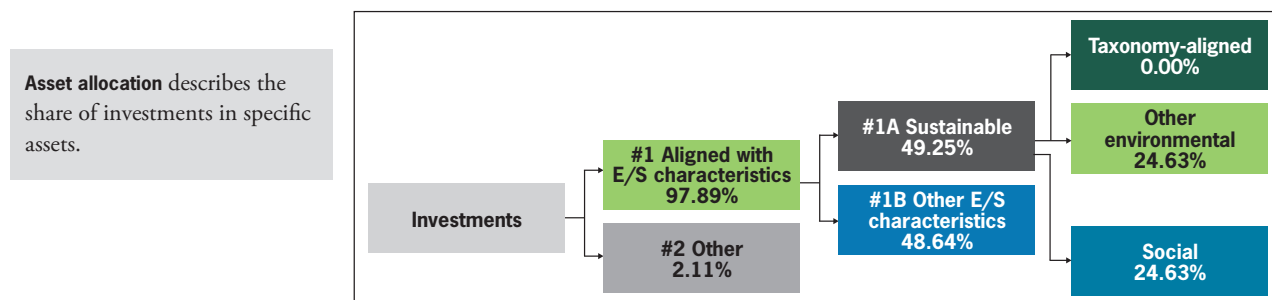 Asset allocation describes the
share of investments in specific
assets.
Investments
#1 Aligned with
E/S characteristics
97.89%
#2 Other
2.11%
#1A Sustainable
49.25%
#1B Other E/S
characteristics
48.64%
Taxonomy-aligned
0.00%
Other
environmental
24.63%
Social
24.63%